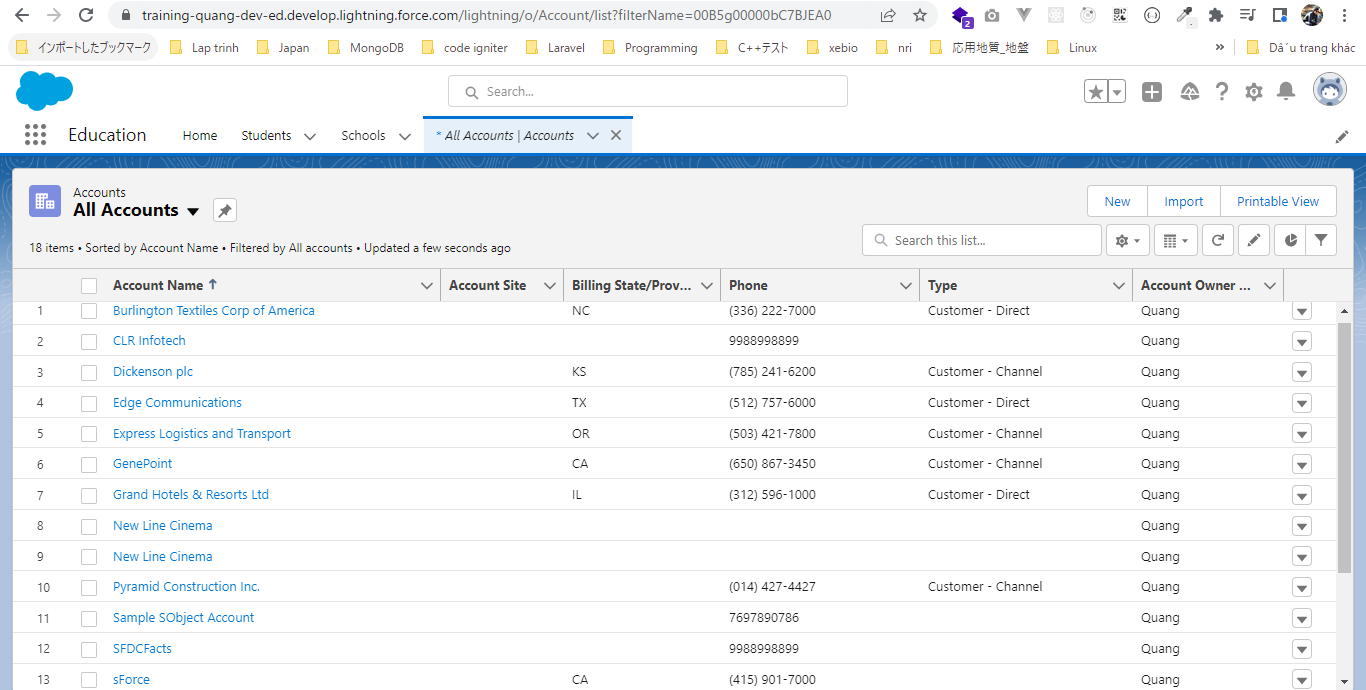 training-quang-dev-ed.develop.lightning.force.com/lightning/o/Account/list?filterName=00B5g00000bC7BJEA0
2
インポートしたブックマーク Lap trinh Japan MongoDB code igniter Laravel Programming C++テスト xebio nri 応用地質_地盤 Linux » Dấu trang khác
Search...
Education Home Students Schools * All Accounts | Accounts
Accounts
All Accounts
New Import Printable View
18 items • Sorted by Account Name • Filtered by All accounts • Updated a few seconds ago
Search this list...
Account Name ↑ Account Site Billing State/Prov... Phone Type Account Owner ...
1 Burlington Textiles Corp of America NC (336) 222-7000 Customer - Direct Quang
2 CLR Infotech 9988998899 Quang
3 Dickenson plc KS (785) 241-6200 Customer - Channel Quang
4 Edge Communications TX (512) 757-6000 Customer - Direct Quang
5 Express Logistics and Transport OR (503) 421-7800 Customer - Channel Quang
6 GenePoint CA (650) 867-3450 Customer - Channel Quang
7 Grand Hotels & Resorts Ltd IL (312) 596-1000 Customer - Direct Quang
8 New Line Cinema Quang
9 New Line Cinema Quang
10 Pyramid Construction Inc. (014) 427-4427 Customer - Channel Quang
11 Sample SObject Account 7697890786 Quang
12 SFDCFacts 9988998899 Quang
13 sForce CA (415) 901-7000 Quang